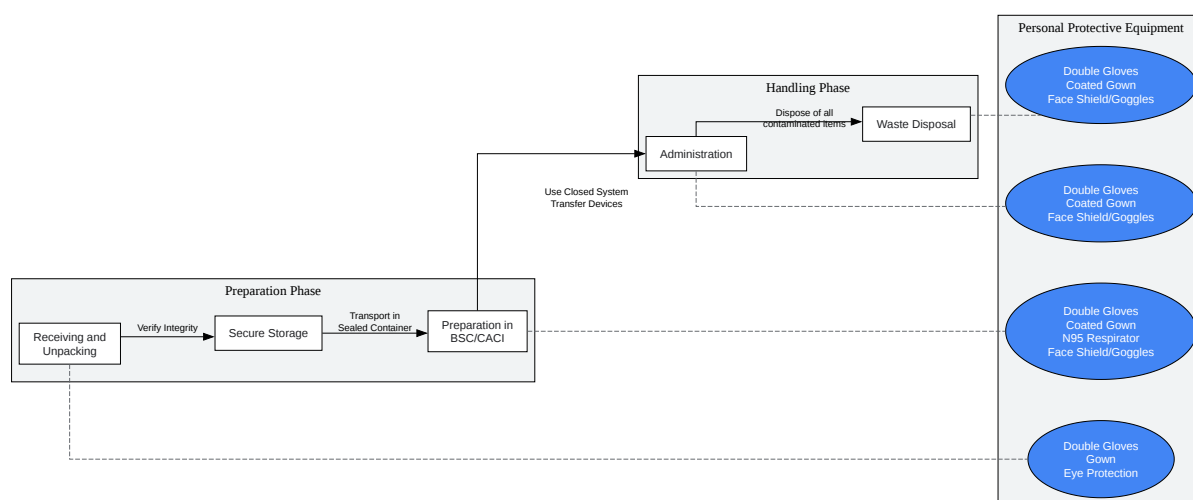 Personal Protective Equipment
Double Gloves
Coated Gown
Face Shield/Goggles
Handling Phase
Dispose of all
contaminated Items
Waste Disposal
Administration
Use Closed System
Transfer Devices
Double Gloves
Coated Gown
Face Shield/Goggles
Preparation Phase
Receiving and
Unpacking
Verify Integrity
Secure Storage
Transport in
Sealed Container
Preparation in
BSC/CACI
Double Gloves
Coated Gown
N95 Respirator
Face Shield/Goggles
Double Gloves
Gown
Eye Protection